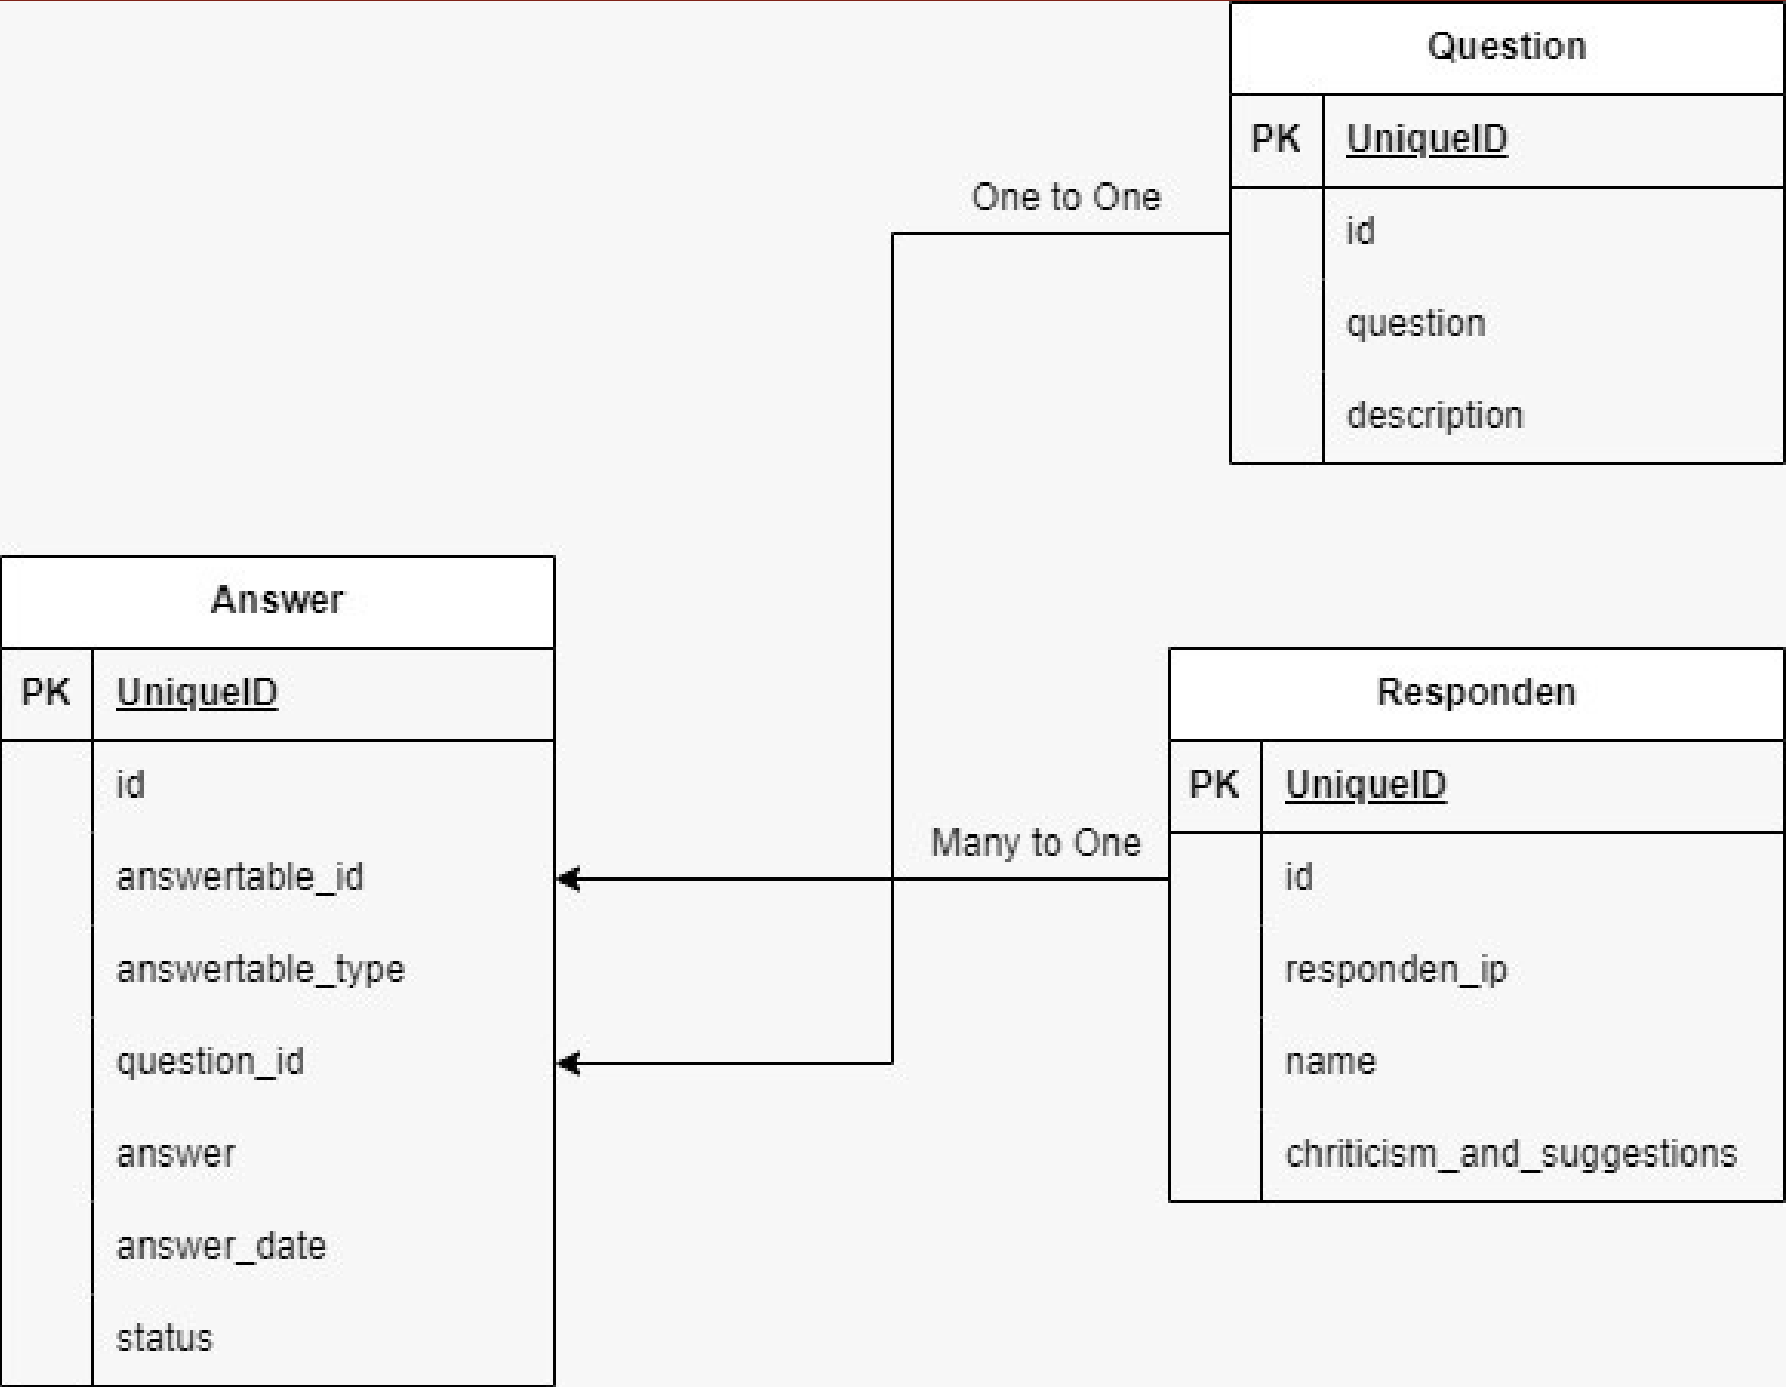 Question
PK UniqueID
id
question
description
One to One
Answer
PK UniqueID
id
answertable_id
answertable_type
question_id
answer
answer_date
status
Many to One
Responden
PK UniqueID
id
responden_ip
name
chriticism_and_suggestions